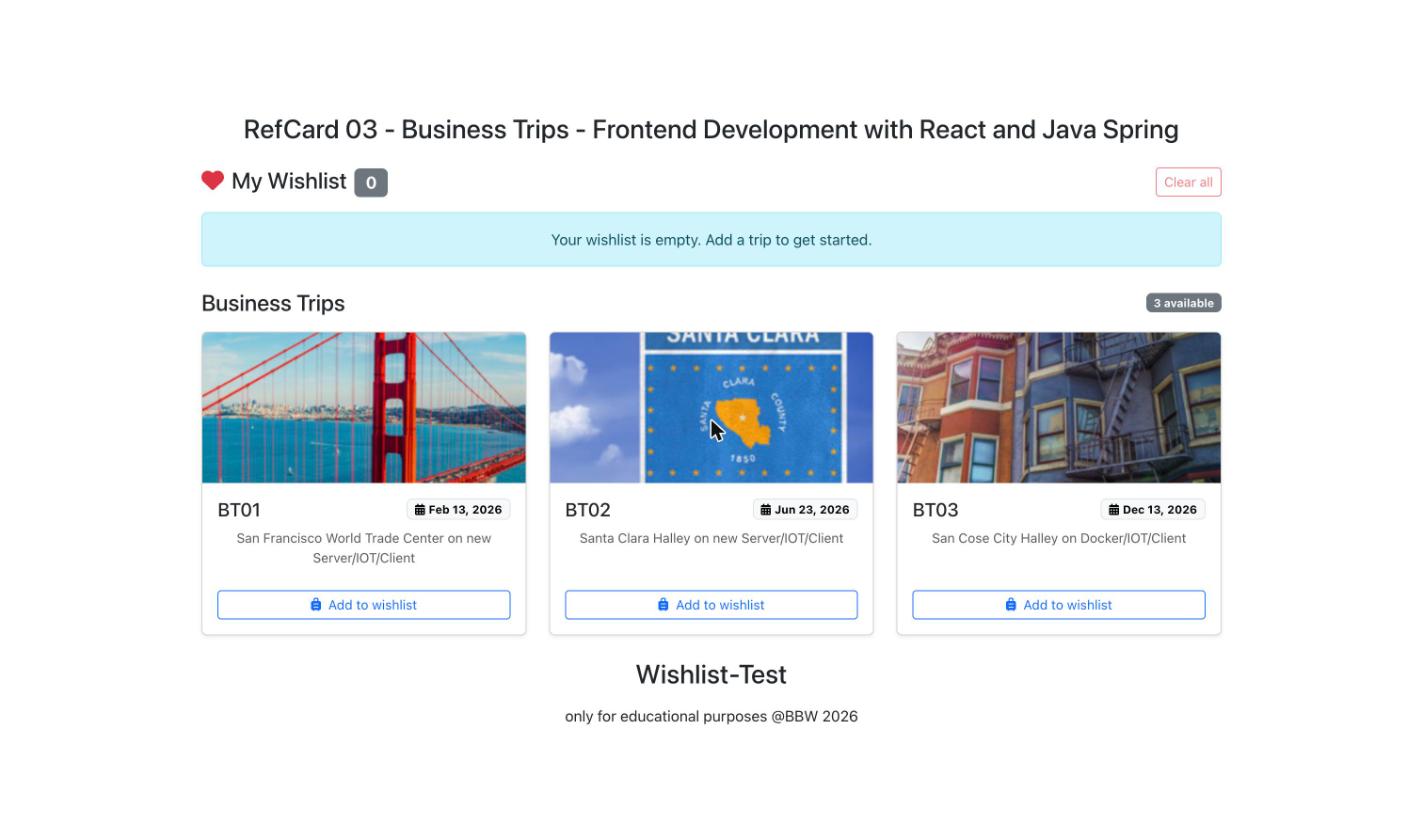 RefCard 03 - Business Trips - Frontend Development with React and Java Spring
My Wishlist 0
Clear all
Your wishlist is empty. Add a trip to get started.
Business Trips
3 available
SANTA CLARA
SANTA CLARA COUNTY
1850
BT01
Feb 13, 2026
San Francisco World Trade Center on new
Server/IOT/Client
Add to wishlist
BT02
Jun 23, 2026
Santa Clara Halley on new Server/IOT/Client
Add to wishlist
BT03
Dec 13, 2026
San Cose City Halley on Docker/IOT/Client
Add to wishlist
Wishlist-Test
only for educational purposes @BBW 2026